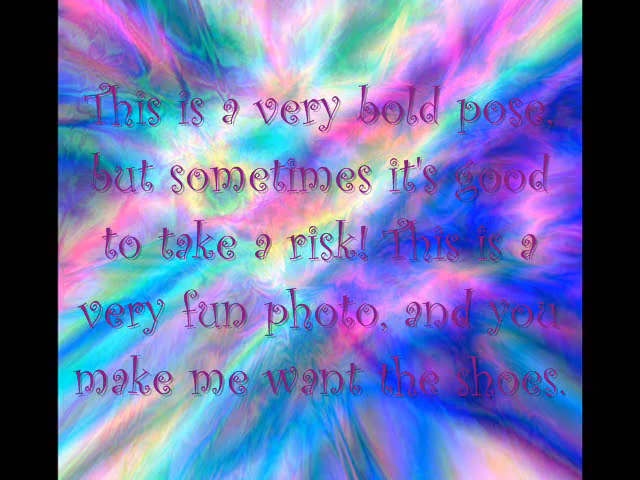 This is a very bold pose,
but sometimes it's good
to take a risk! This is a
very fun photo, and you
make me want the shoes.